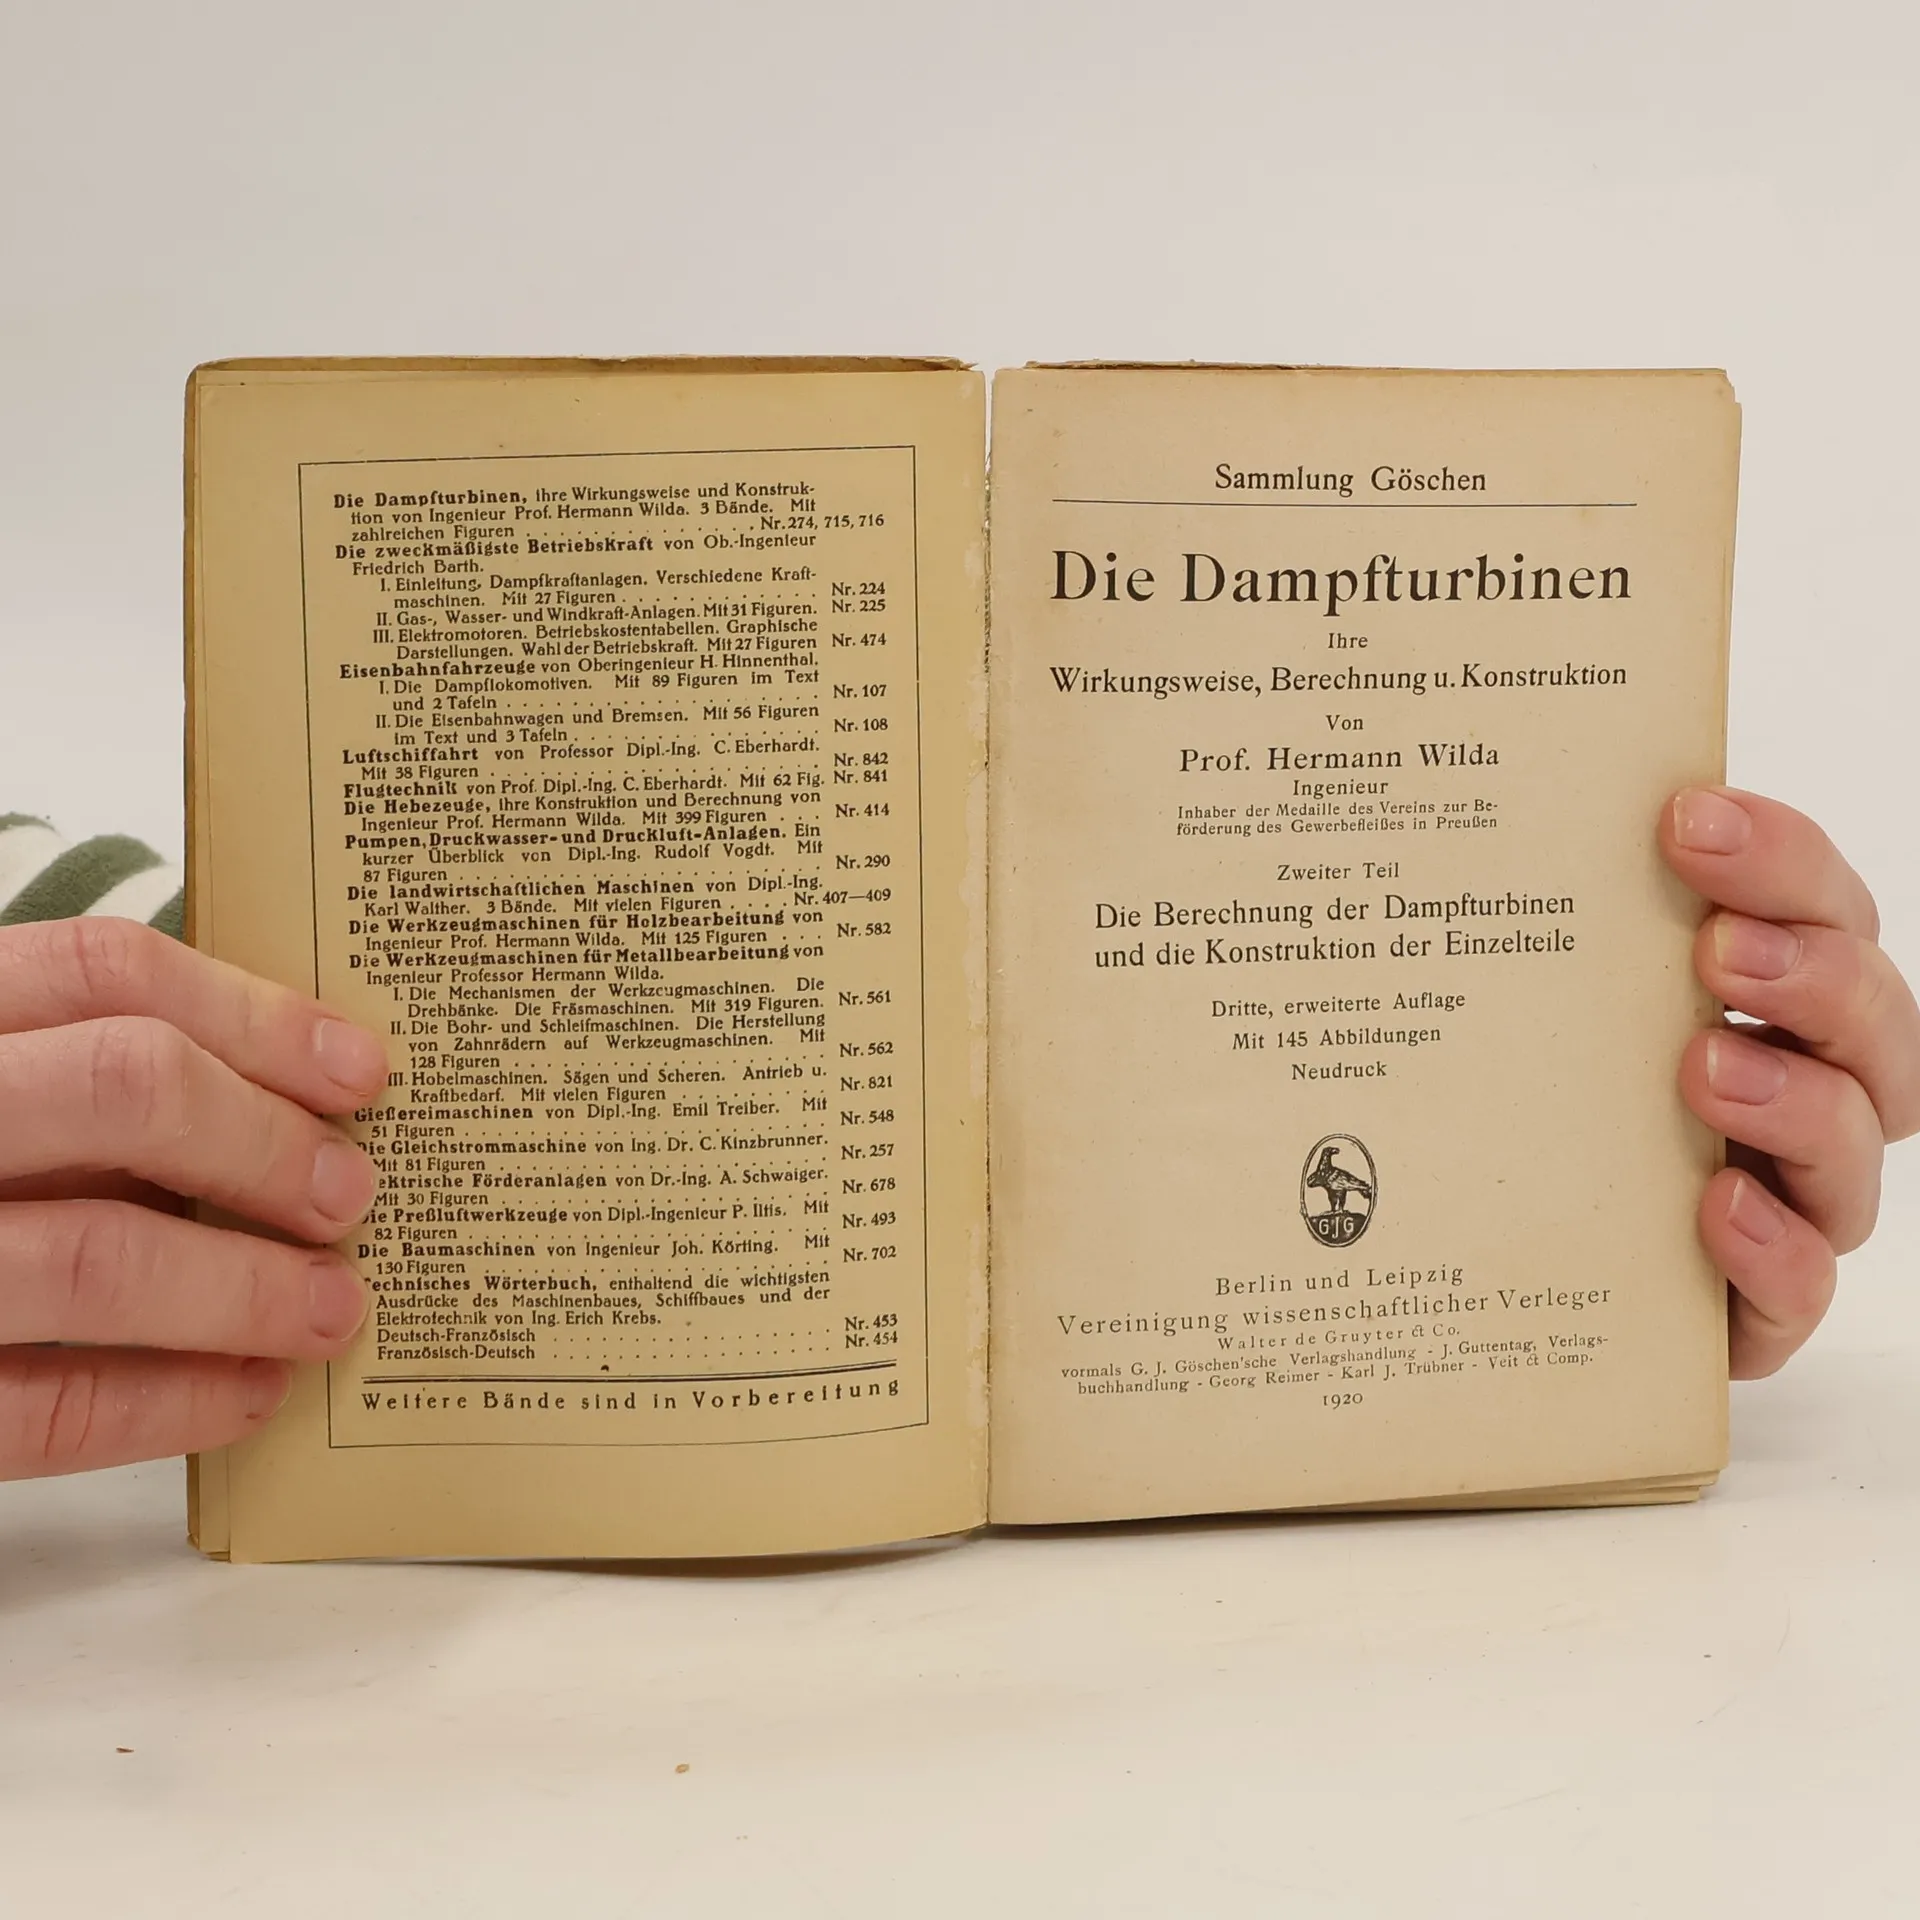 Die Dampfturbinen, ihre Wirkungsweise und Konstruk-
tion von Ingenieur Prof. Hermann Wilda. 3 Bände. Mit
zahlreichen Figuren . . . . . . . . . . . . . Nr. 274, 715, 716
Die zweckmäßigste Betriebskraft von Ob.-Ingenieur
Friedrich Barth.
I. Einleitung, Dampfkraftanlagen. Verschiedene Kraft-
maschinen. Mit 27 Figuren . . . . . . . . . . . . Nr. 224
II. Gas-, Wasser- und Windkraft-Anlagen. Mit 31 Figuren. Nr. 225
III. Elektromotoren. Betriebskostentabellen. Graphische
Darstellungen. Wahl der Betriebskraft. Mit 27 Figuren Nr. 474
Eisenbahnfahrzeuge von Oberingenieur H. Hinnenthal.
I. Die Dampflokomotiven. Mit 89 Figuren im Text
und 2 Tafeln . . . . . . . . . . . . . . . . . . . Nr. 107
II. Die Eisenbahnwagen und Bremsen. Mit 56 Figuren
im Text und 3 Tafeln . . . . . . . . . . . . . . . Nr. 108
Luftschiffahrt von Professor Dipl.-Ing. C. Eberhardt.
Mit 38 Figuren . . . . . . . . . . . . . . . . . . . Nr. 842
Flugtechnik von Prof. Dipl.-Ing. C. Eberhardt. Mit 62 Fig. Nr. 841
Die Hebezeuge, ihre Konstruktion und Berechnung von
Ingenieur Prof. Hermann Wilda. Mit 399 Figuren . . . Nr. 414
Pumpen, Druckwasser- und Druckluft-Anlagen. Ein
kurzer Überblick von Dipl.-Ing. Rudolf Vogdt. Mit
87 Figuren . . . . . . . . . . . . . . . . . . . . . Nr. 290
Die landwirtschaftlichen Maschinen von Dipl.-Ing.
Karl Walther. 3 Bände. Mit vielen Figuren . . . . Nr. 407—409
Die Werkzeugmaschinen für Holzbearbeitung von
Ingenieur Prof. Hermann Wilda. Mit 125 Figuren . . . Nr. 582
Die Werkzeugmaschinen für Metallbearbeitung von
Ingenieur Professor Hermann Wilda.
I. Die Mechanismen der Werkzeugmaschinen. Die
Drehbänke. Die Fräsmaschinen. Mit 319 Figuren. Nr. 561
II. Die Bohr- und Schleifmaschinen. Die Herstellung
von Zahnrädern auf Werkzeugmaschinen. Mit
128 Figuren . . . . . . . . . . . . . . . . . . . Nr. 562
III. Hobelmaschinen. Sägen und Scheren. Antrieb u.
Kraftbedarf. Mit vielen Figuren . . . . . . . . . Nr. 821
Gießereimaschinen von Dipl.-Ing. Emil Treiber. Mit
51 Figuren . . . . . . . . . . . . . . . . . . . . . Nr. 548
Die Gleichstrommaschine von Ing. Dr. C. Kinzbrunner.
Mit 81 Figuren . . . . . . . . . . . . . . . . . . . Nr. 257
ektrische Förderanlagen von Dr.-Ing. A. Schwaiger.
Mit 30 Figuren . . . . . . . . . . . . . . . . . . . Nr. 678
Die Preßluftwerkzeuge von Dipl.-Ingenieur P. Iltis. Mit
82 Figuren . . . . . . . . . . . . . . . . . . . . . Nr. 493
Die Baumaschinen von Ingenieur Joh. Körting. Mit
130 Figuren . . . . . . . . . . . . . . . . . . . . Nr. 702
Technisches Wörterbuch, enthaltend die wichtigsten
Ausdrücke des Maschinenbaues, Schiffbaues und der
Elektrotechnik von Ing. Erich Krebs.
Deutsch-Französisch . . . . . . . . . . . . . . . . Nr. 453
Französisch-Deutsch . . . . . . . . . . . . . . . . Nr. 454
Weitere Bände sind in Vorbereitung
Sammlung Göschen
Die Dampfturbinen
Ihre
Wirkungsweise, Berechnung u. Konstruktion
Von
Prof. Hermann Wilda
Ingenieur
Inhaber der Medaille des Vereins zur Be-
förderung des Gewerbefleißes in Preußen
Zweiter Teil
Die Berechnung der Dampfturbinen
und die Konstruktion der Einzelteile
Dritte, erweiterte Auflage
Mit 145 Abbildungen
Neudruck
GJG
Berlin und Leipzig
Vereinigung wissenschaftlicher Verleger
Walter de Gruyter & Co.
vormals G. J. Göschen'sche Verlagshandlung - J. Guttentag, Verlags-
buchhandlung - Georg Reimer - Karl J. Trübner - Veit & Comp.
1920